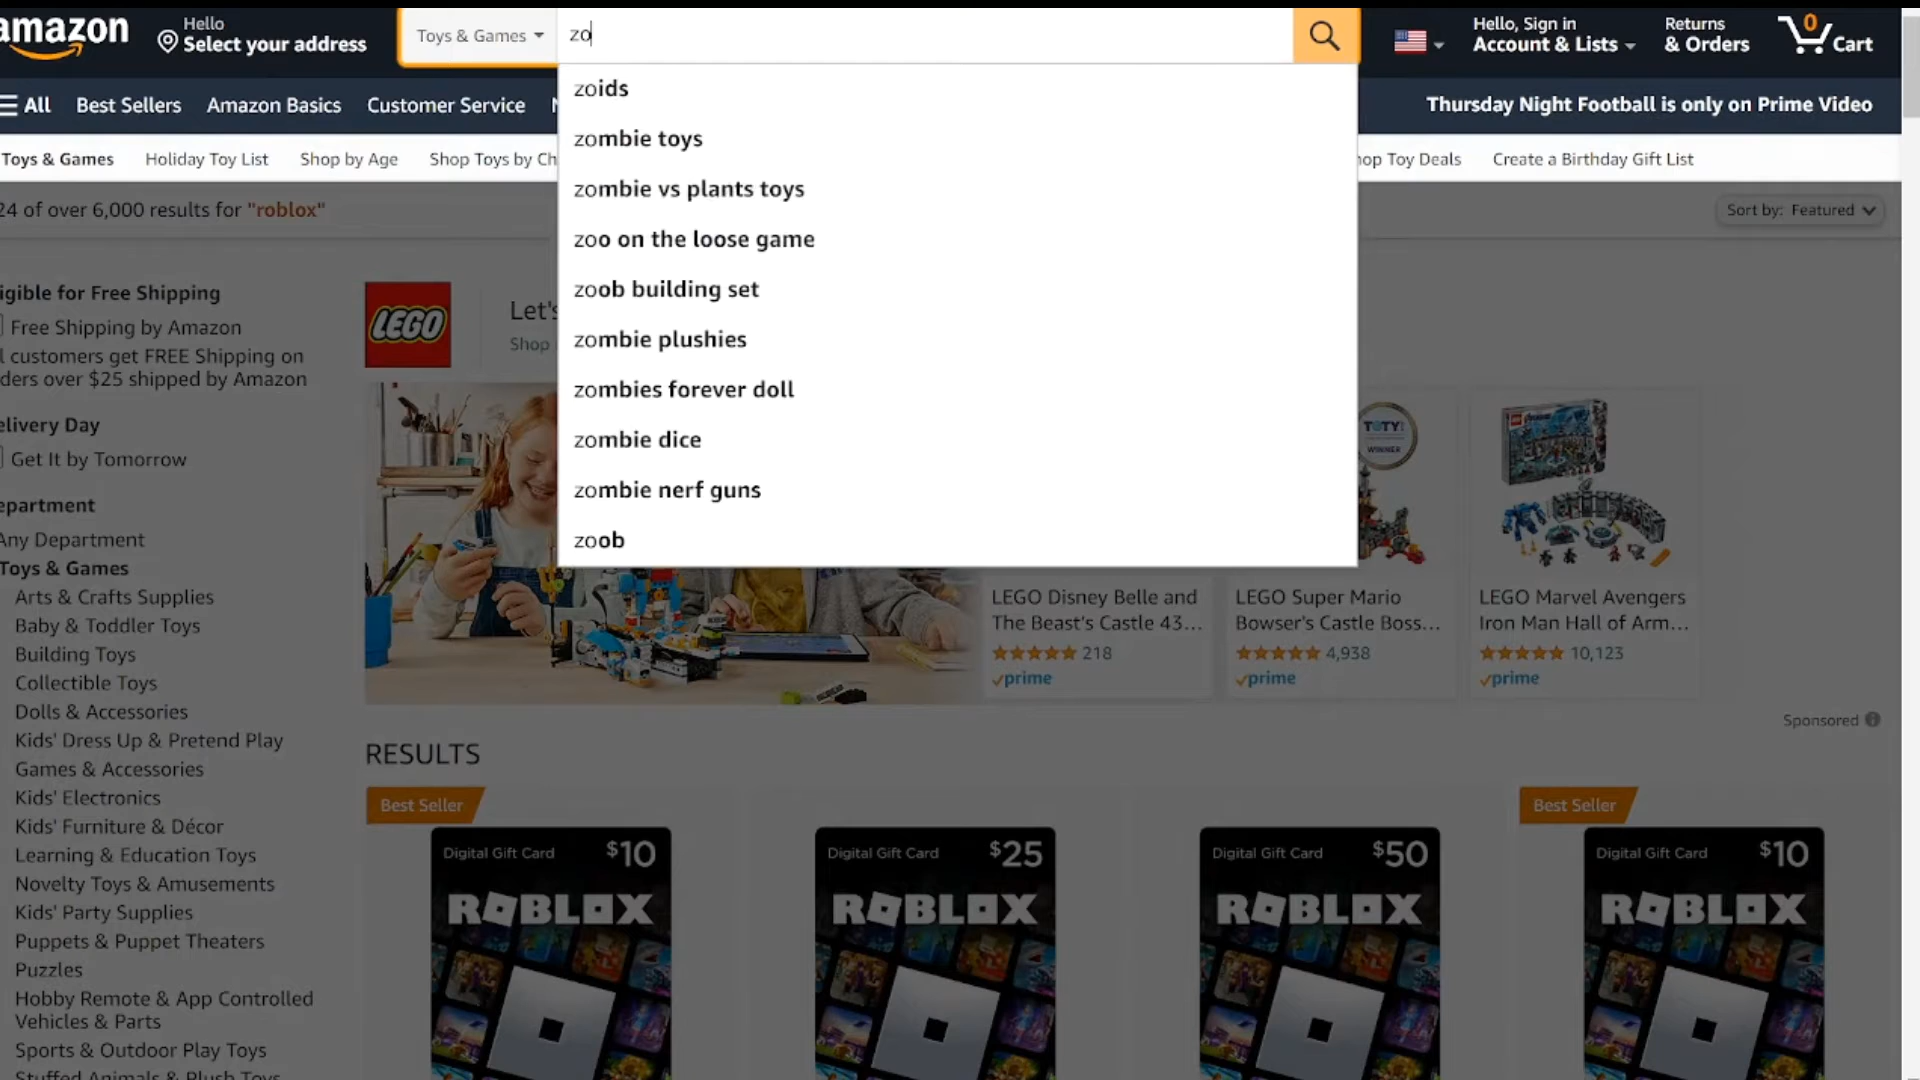 amazon
Hello
Select your address
Toys & Games
zo
Hello, Sign in
Account & Lists
Returns
& Orders
0
Cart
All
Best Sellers
Amazon Basics
Customer Service
Thursday Night Football is only on Prime Video
Toys & Games
Holiday Toy List
Shop by Age
Shop Toys by Ch
op Toy Deals
Create a Birthday Gift List
zoids
zombie toys
zombie vs plants toys
zoo on the loose game
zoob building set
zombie plushies
zombies forever doll
zombie dice
zombie nerf guns
zoob
24 of over 6,000 results for "roblox"
Sort by: Featured
igible for Free Shipping
Free Shipping by Amazon
l customers get FREE Shipping on
ders over $25 shipped by Amazon
elivery Day
Get It by Tomorrow
epartment
Any Department
Toys & Games
Arts & Crafts Supplies
Baby & Toddler Toys
Building Toys
Collectible Toys
Dolls & Accessories
Kids' Dress Up & Pretend Play
Games & Accessories
Kids' Electronics
Kids' Furniture & Décor
Learning & Education Toys
Novelty Toys & Amusements
Kids' Party Supplies
Puppets & Puppet Theaters
Puzzles
Hobby Remote & App Controlled
Vehicles & Parts
Sports & Outdoor Play Toys
Stuffed Animals & Plush Toys
LEGO
Let's
Shop
TOTY!
WINNER
LEGO Disney Belle and
The Beast's Castle 43...
218
prime
LEGO Super Mario
Bowser's Castle Boss...
4,938
prime
LEGO Marvel Avengers
Iron Man Hall of Arm...
10,123
prime
Sponsored
RESULTS
Best Seller
Digital Gift Card $10
ROBLOX
Digital Gift Card $25
ROBLOX
Digital Gift Card $50
ROBLOX
Best Seller
Digital Gift Card $10
ROBLOX